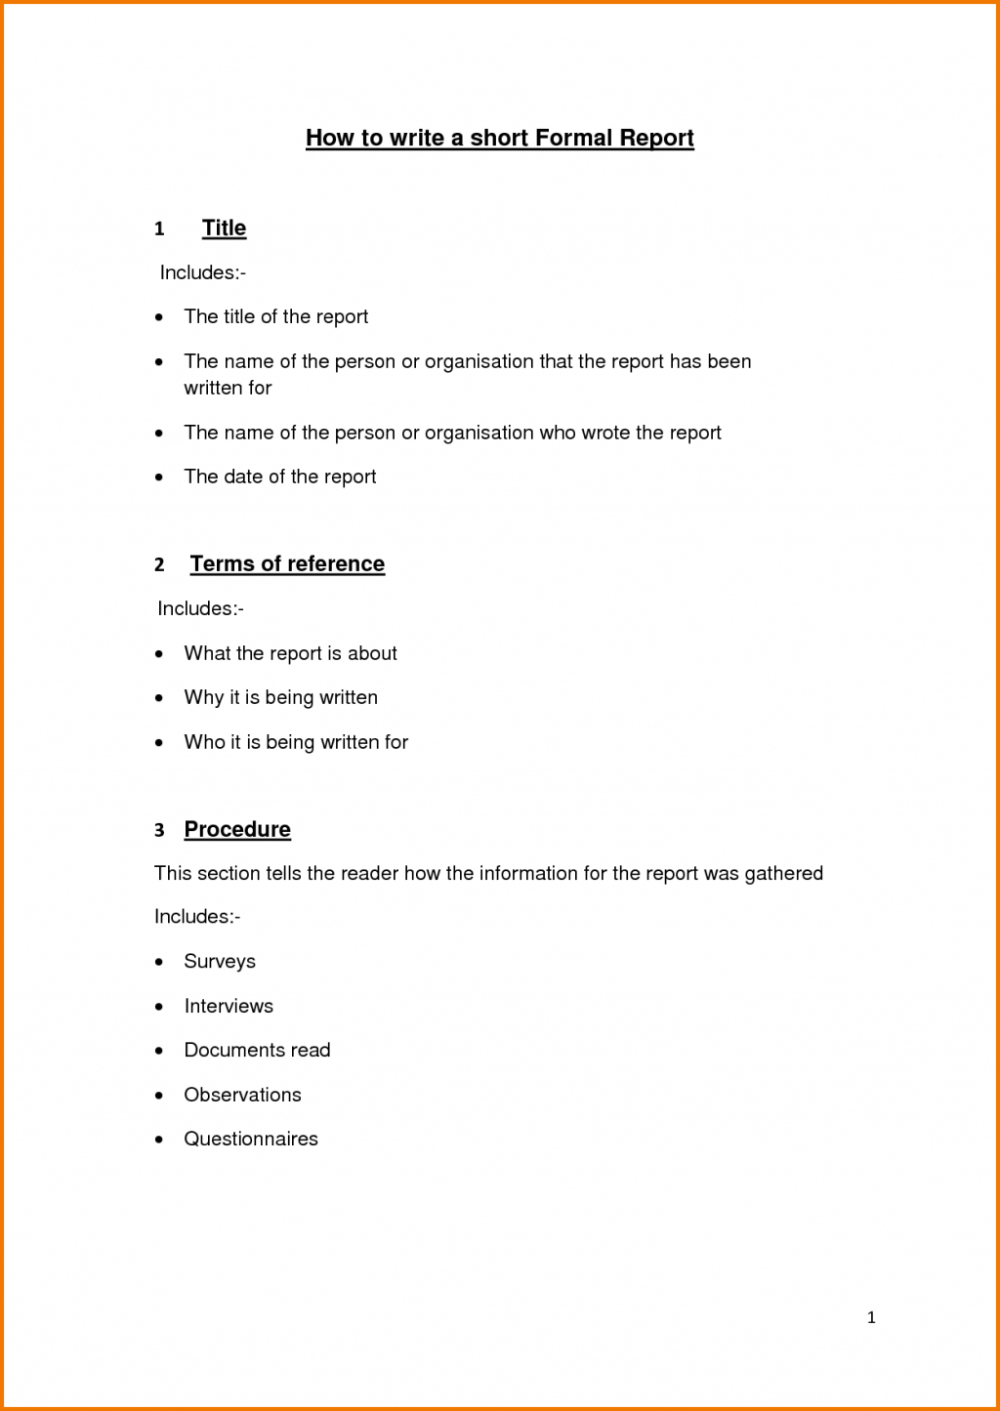 How to write a short Formal Report
1 Title
Includes:-
• The title of the report
• The name of the person or organisation that the report has been
written for
• The name of the person or organisation who wrote the report
• The date of the report
2 Terms of reference
Includes:-
• What the report is about
• Why it is being written
• Who it is being written for
3 Procedure
This section tells the reader how the information for the report was gathered
Includes:-
• Surveys
• Interviews
• Documents read
• Observations
• Questionnaires
1